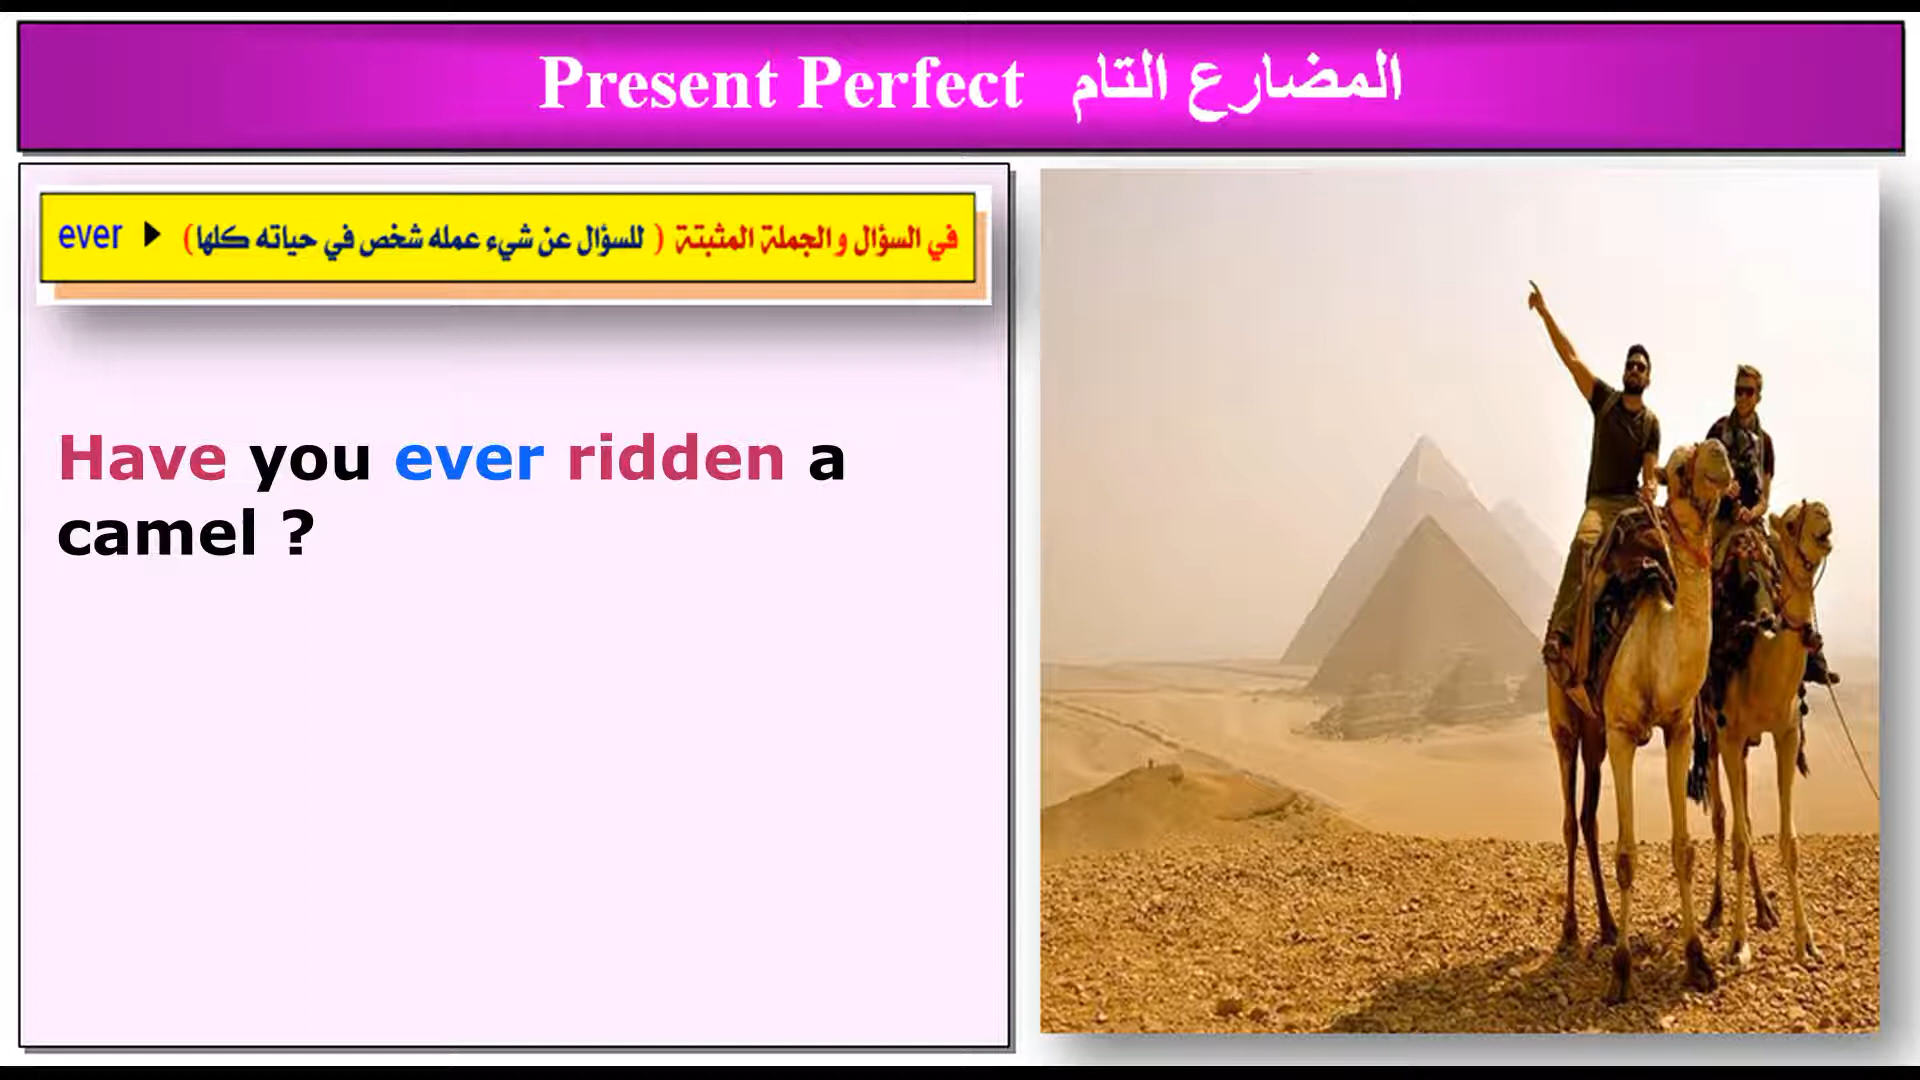 Present Perfect المضارع التام
ever ► في السؤال و الجملة المثبتة ( للسؤال عن شيء عمله شخص في حياته كلها)
Have you ever ridden a
camel ?